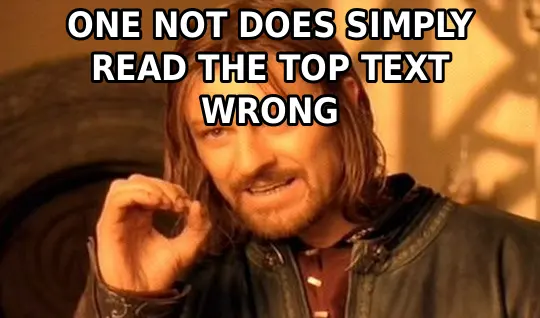 ONE NOT DOES SIMPLY
READ THE TOP TEXT
WRONG